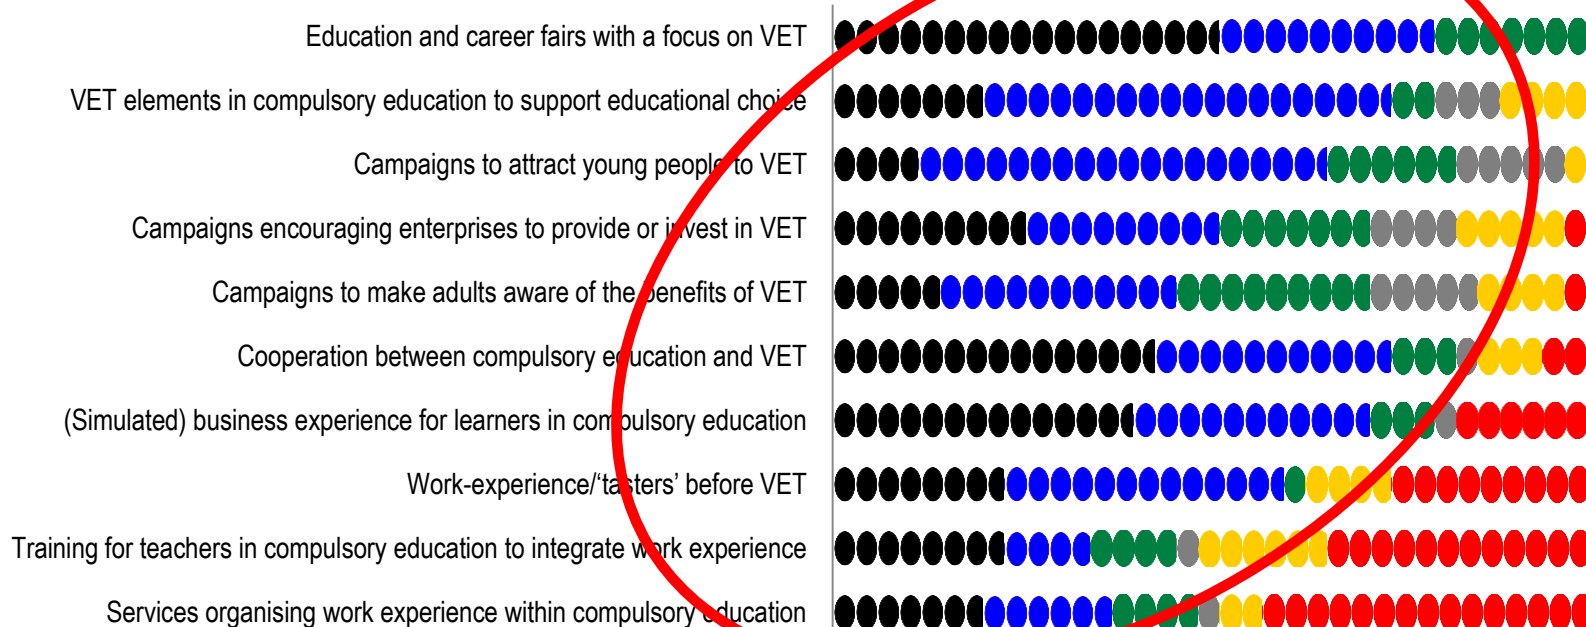 Education and career fairs with a focus on VET
VET elements in compulsory education to support educational choice
Campaigns to attract young people to VET
Campaigns encouraging enterprises to provide or invest in VET
Campaigns to make adults aware of the benefits of VET
Cooperation between compulsory education and VET
(Simulated) business experience for learners in compulsory education
Work-experience/‘tasters’ before VET
Training for teachers in compulsory education to integrate work experience
Services organising work experience within compulsory education